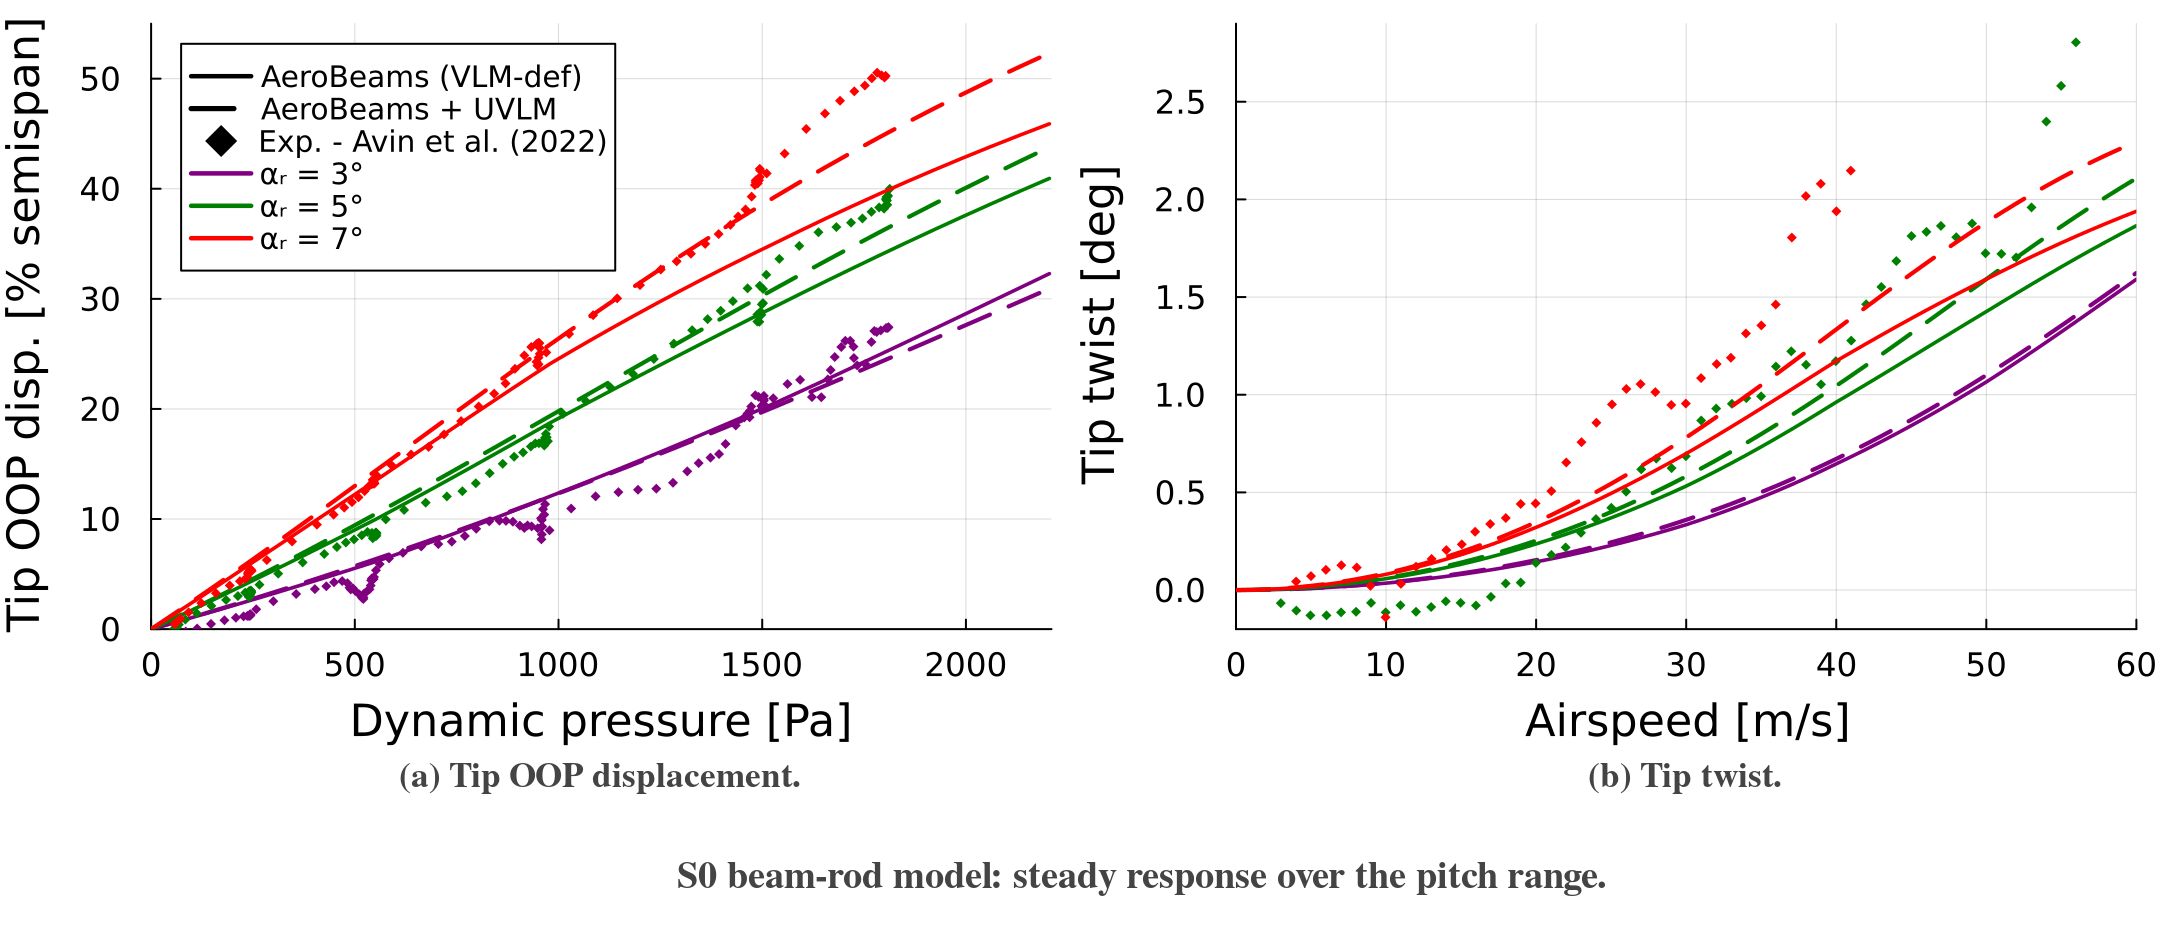 Tip OOP disp. [% semispan]
50
40
30
20
10
0
AeroBeams (VLM-def)
AeroBeams + UVLM
Exp. - Avin et al. (2022)
αᵣ = 3°
αᵣ = 5°
αᵣ = 7°
0 500 1000 1500 2000
Dynamic pressure [Pa]
(a) Tip OOP displacement.
Tip twist [deg]
2.5
2.0
1.5
1.0
0.5
0.0
0 10 20 30 40 50 60
Airspeed [m/s]
(b) Tip twist.
S0 beam-rod model: steady response over the pitch range.